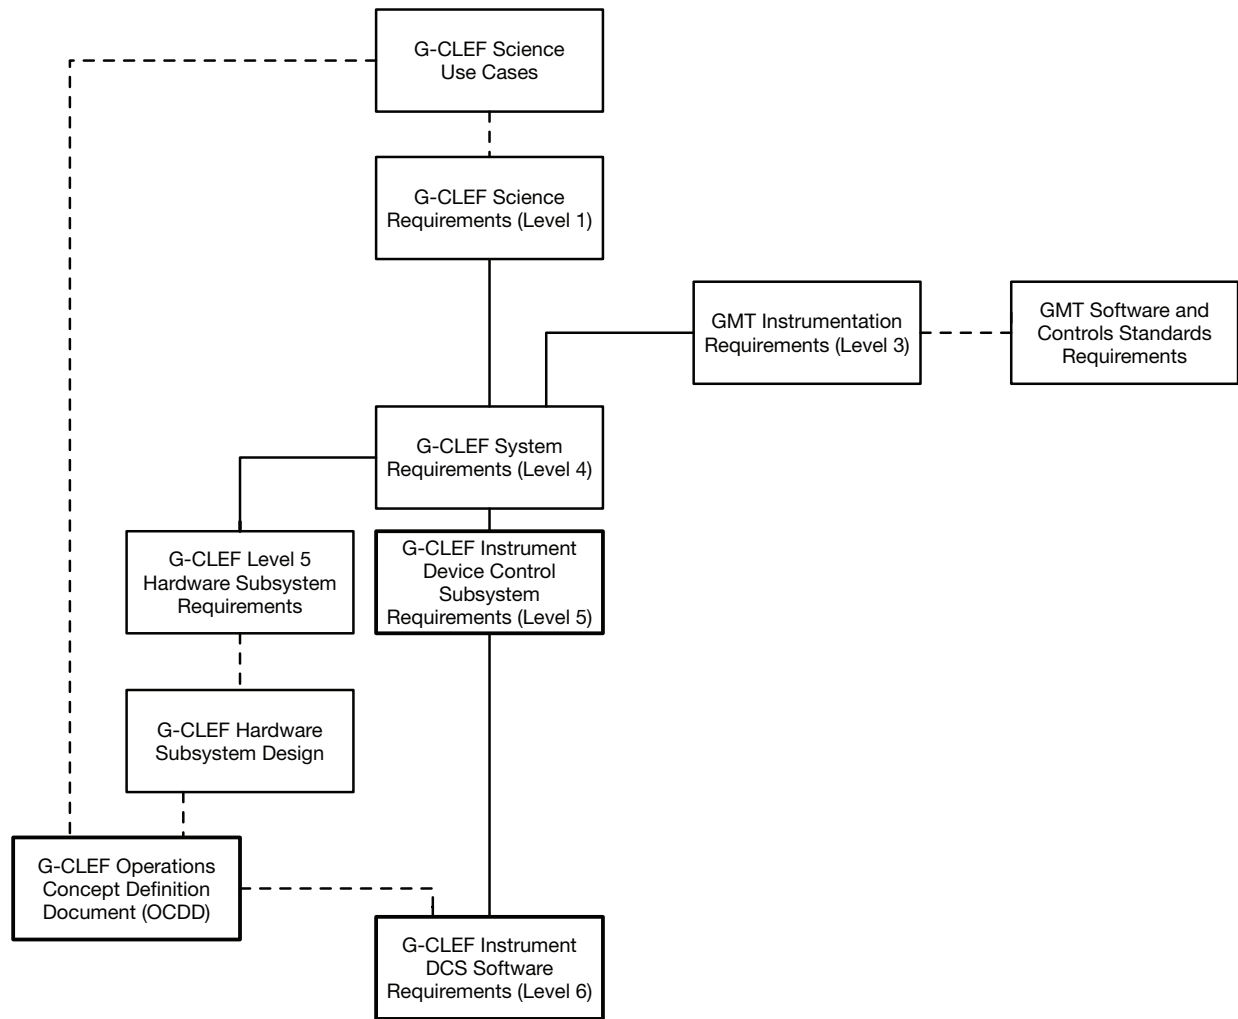 G-CLEF Science
Use Cases
G-CLEF Science
Requirements (Level 1)
GMT Instrumentation
Requirements (Level 3)
GMT Software and
Controls Standards
Requirements
G-CLEF System
Requirements (Level 4)
G-CLEF Level 5
Hardware Subsystem
Requirements
G-CLEF Instrument
Device Control
Subsystem
Requirements (Level 5)
G-CLEF Hardware
Subsystem Design
G-CLEF Operations
Concept Definition
Document (OCDD)
G-CLEF Instrument
DCS Software
Requirements (Level 6)